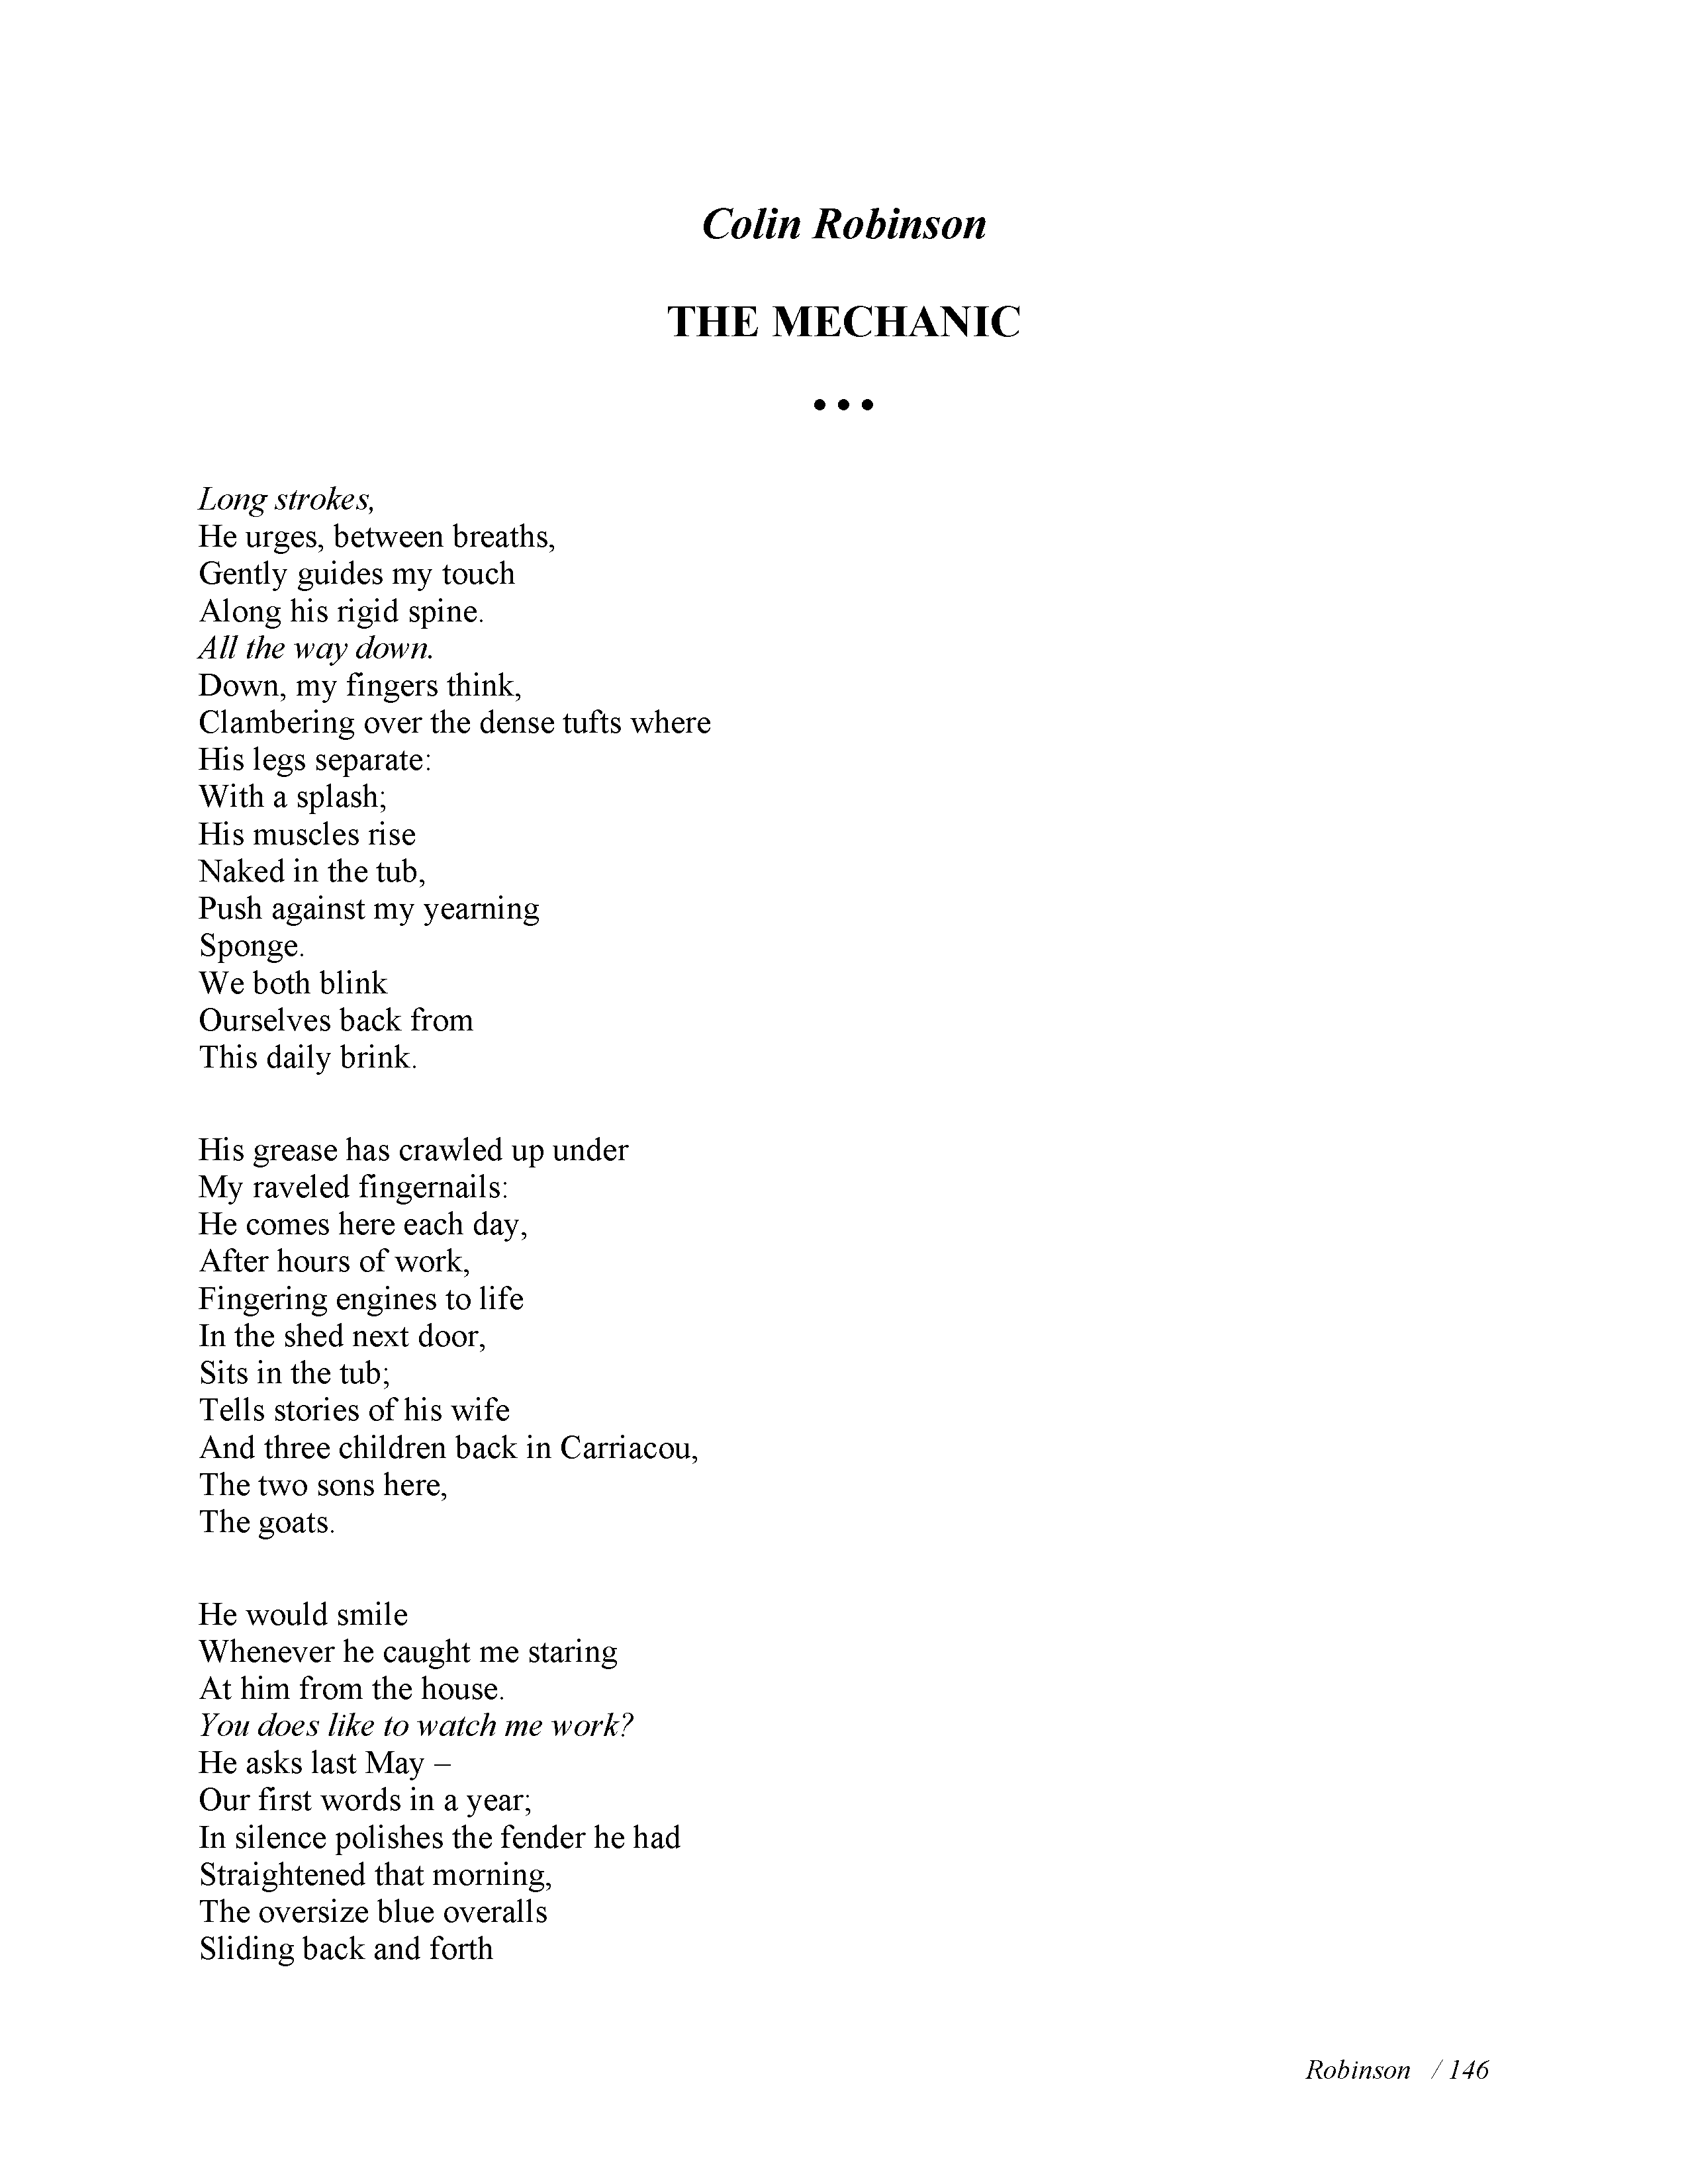 Colin Robinson
THE MECHANIC
• • •
Long strokes,
He urges, between breaths,
Gently guides my touch
Along his rigid spine.
All the way down.
Down, my fingers think,
Clambering over the dense tufts where
His legs separate:
With a splash;
His muscles rise
Naked in the tub,
Push against my yearning
Sponge.
We both blink
Ourselves back from
This daily brink.
His grease has crawled up under
My raveled fingernails:
He comes here each day,
After hours of work,
Fingering engines to life
In the shed next door,
Sits in the tub;
Tells stories of his wife
And three children back in Carriacou,
The two sons here,
The goats.
He would smile
Whenever he caught me staring
At him from the house.
You does like to watch me work?
He asks last May –
Our first words in a year;
In silence polishes the fender he had
Straightened that morning,
The oversize blue overalls
Sliding back and forth
Robinson / 146